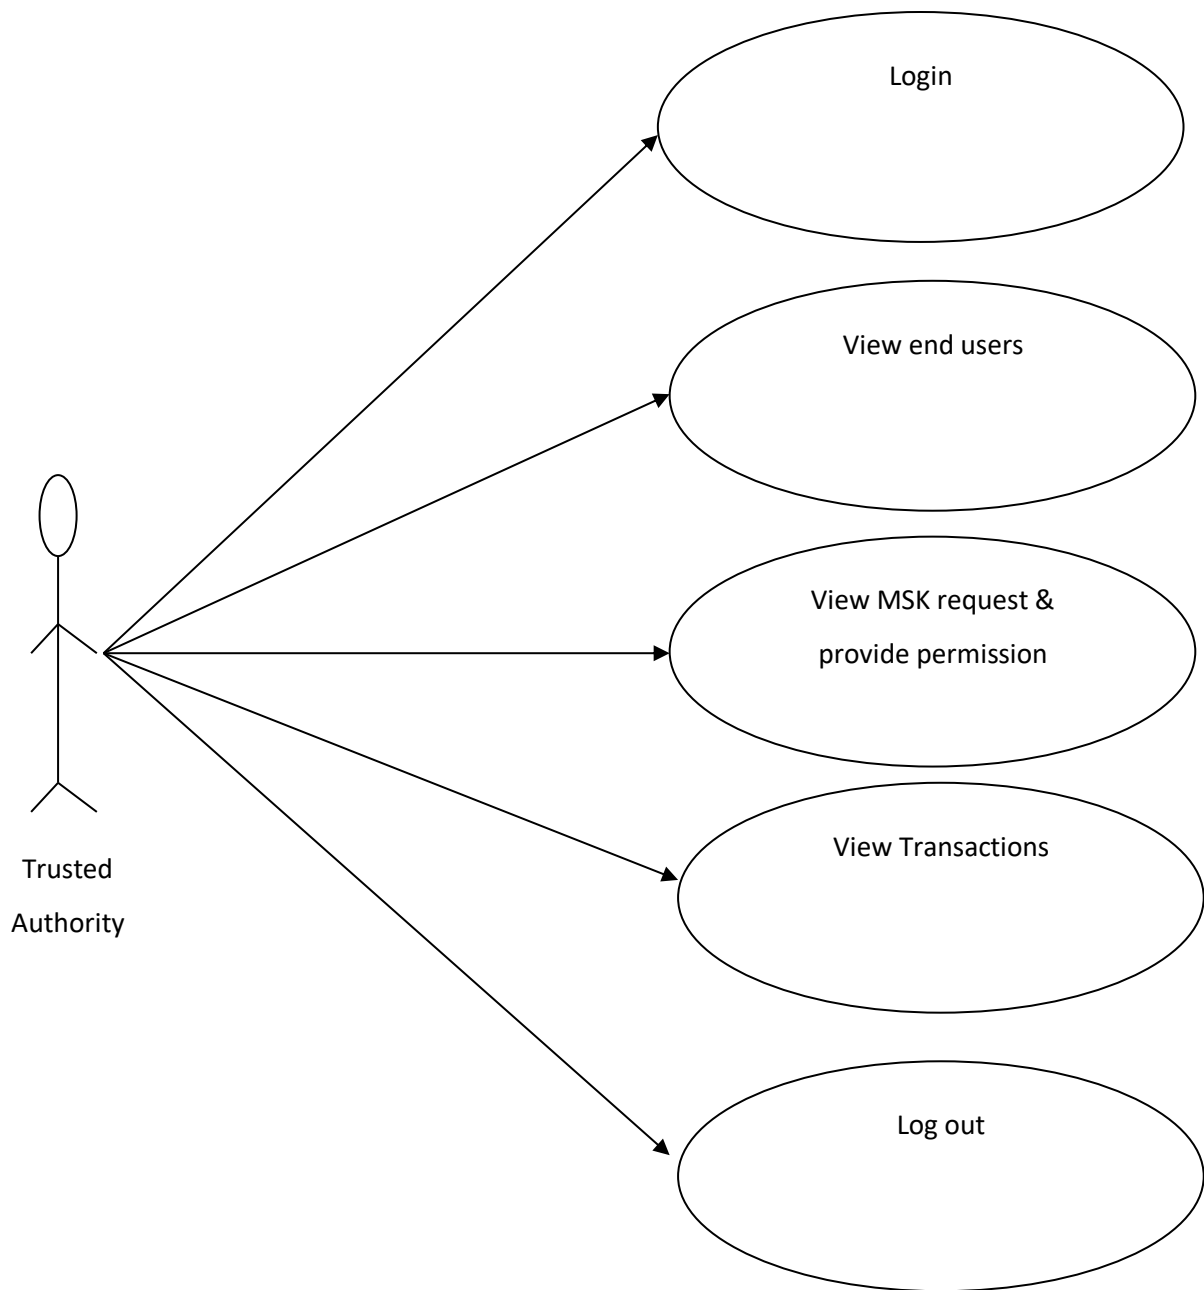 Login
View end users
View MSK request &
provide permission
View Transactions
Trusted
Authority
Log out